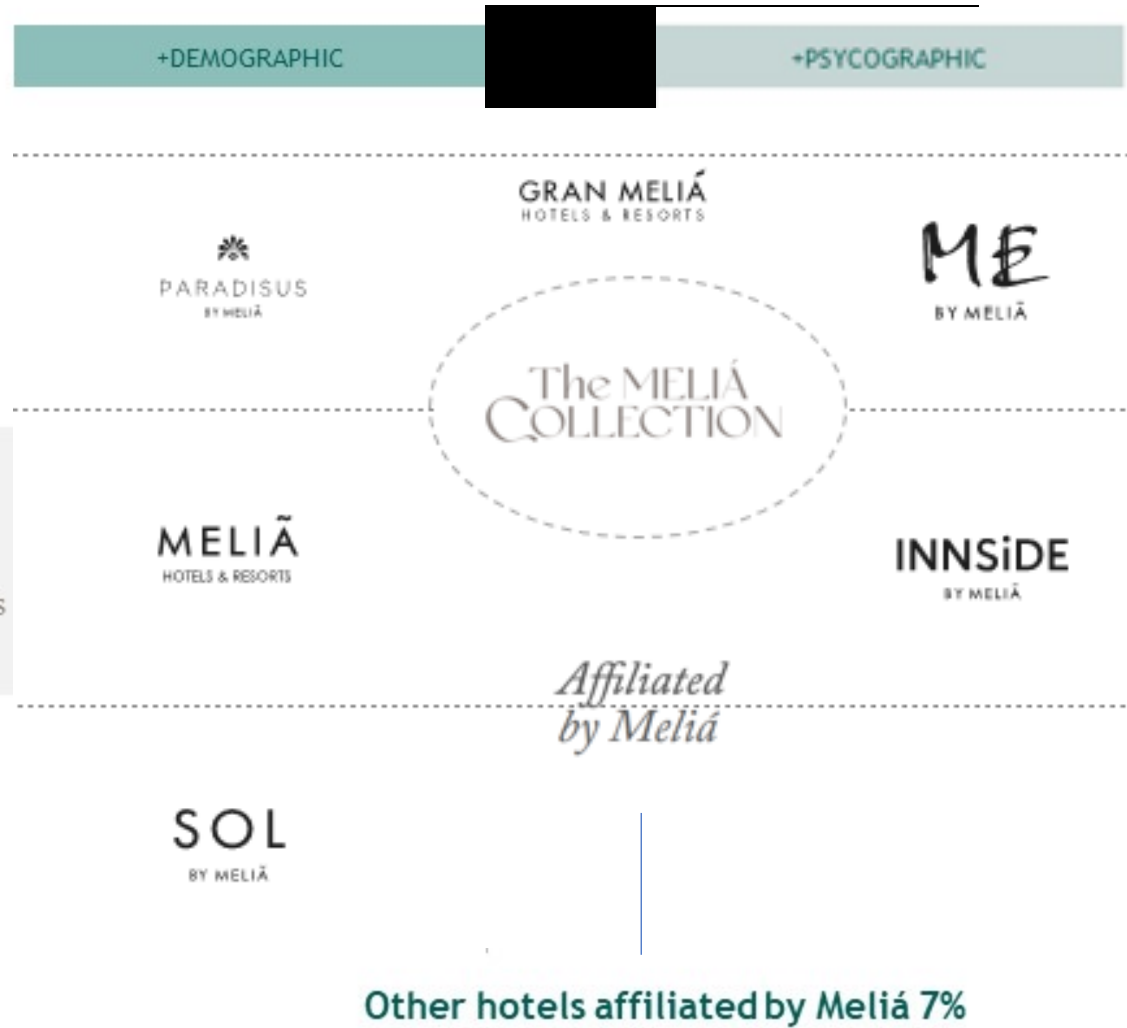 +DEMOGRAPHIC
+PSYCOGRAPHIC
GRAN MELIÁ
HOTELS & RESORTS
PARADISUS
BY MELIÃ
ME
BY MELIÃ
The MELIÁ
COLLECTION
MELIÃ
HOTELS & RESORTS
INNSiDE
BY MELIÃ
S
Affiliated
by Meliá
SOL
BY MELIÃ
Other hotels affiliated by Meliá 7%